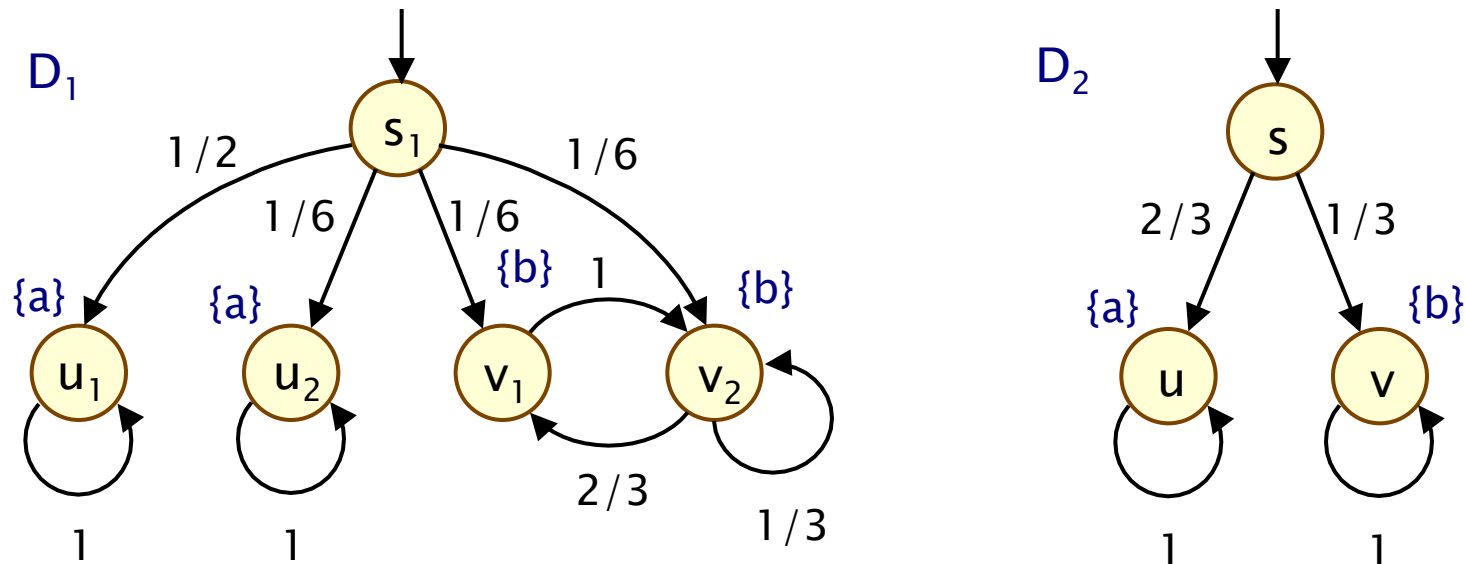 D₁
s₁
1/2
1/6
1/6
1/6
{a}
{a}
{b}
1
{b}
u₁
u₂
v₁
v₂
2/3
1/3
1
1
D₂
s
2/3
1/3
{a}
{b}
u
v
1
1